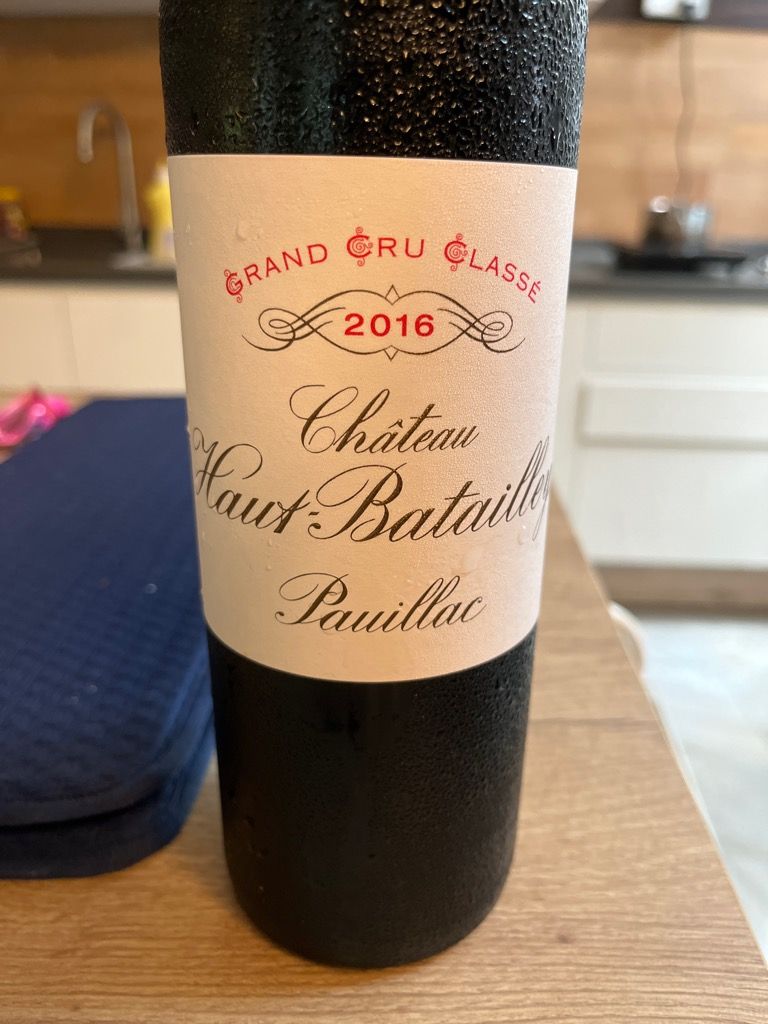 GRAND CRU CLASSÉ
2016
Château
Haut-Batailley
Pauillac